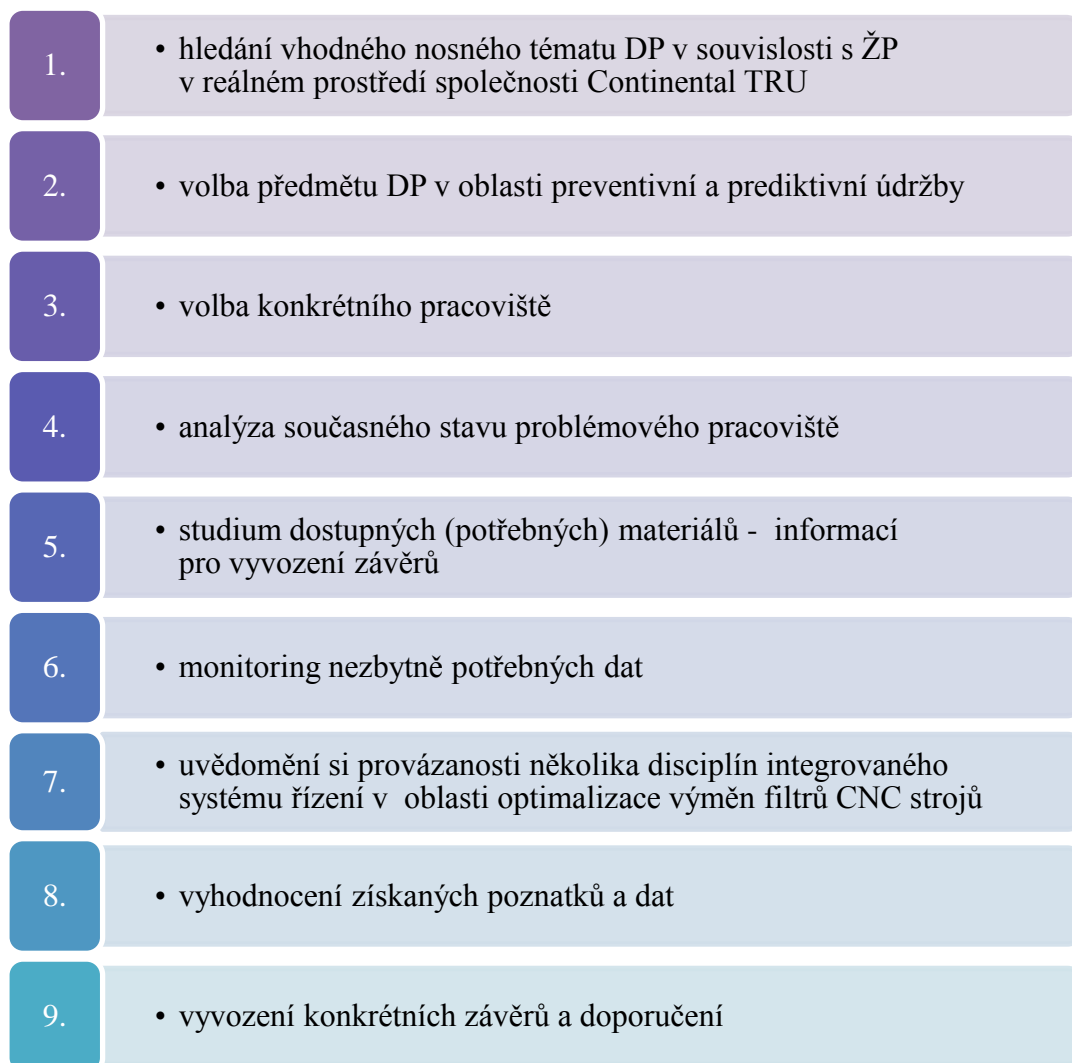 1.
• hledání vhodného nosného tématu DP v souvislosti s ŽP
v reálném prostředí společnosti Continental TRU
2.
• volba předmětu DP v oblasti preventivní a prediktivní údržby
3.
• volba konkrétního pracoviště
4.
• analýza současného stavu problémového pracoviště
5.
• studium dostupných (potřebných) materiálů - informací
pro vyvození závěrů
6.
• monitoring nezbytně potřebných dat
7.
• uvědomění si provázanosti několika disciplín integrovaného
systému řízení v oblasti optimalizace výměn filtrů CNC strojů
8.
• vyhodnocení získaných poznatků a dat
9.
• vyvození konkrétních závěrů a doporučení